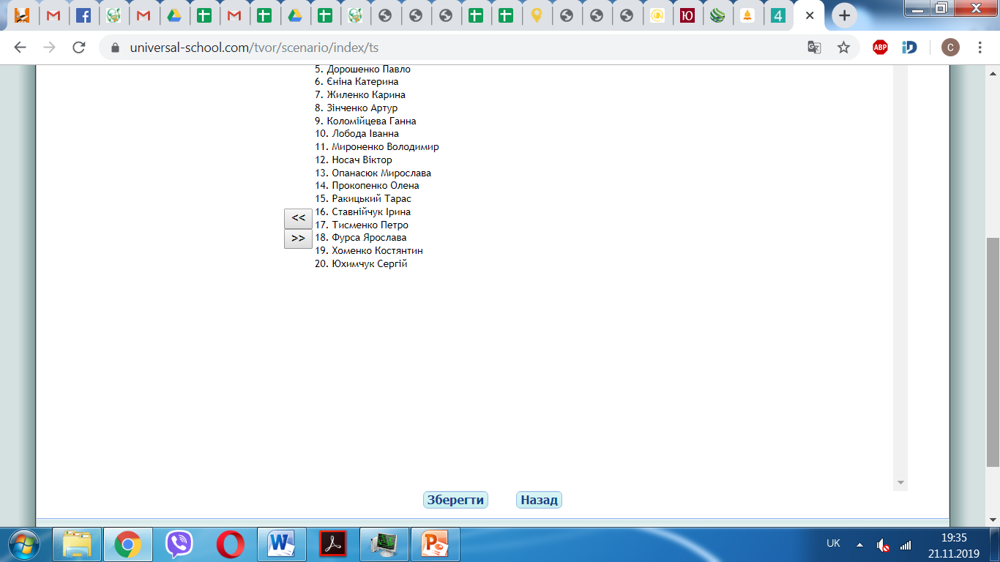 universal-school.com/tvor/scenario/index/ts
5. Дорошенко Павло
6. Єніна Катерина
7. Жиленко Карина
8. Зінченко Артур
9. Коломійцева Ганна
10. Лобода Іванна
11. Мироненко Володимир
12. Носач Віктор
13. Опанасюк Мирослава
14. Прокопенко Олена
15. Ракицький Тарас
<<
16. Ставнійчук Ірина
17. Тисменко Петро
>>
18. Фурса Ярослава
19. Хоменко Костянтин
20. Юхимчук Сергій
Зберегти Назад
UK
19:35
21.11.2019
ABP
C
4
Ю